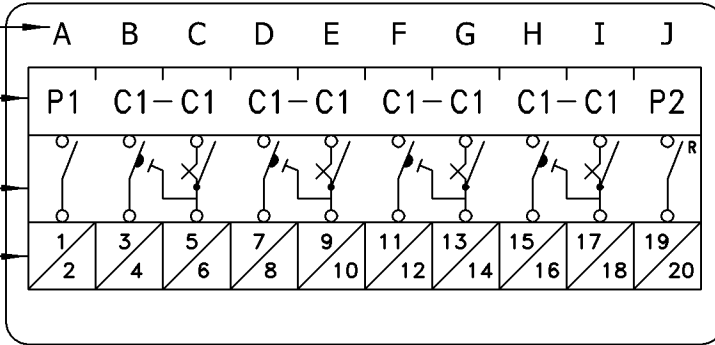 A B C D E F G H I J
P1 C1-C1 C1-C1 C1-C1 C1-C1 P2
R
1 3 5 7 9 11 13 15 17 19
2 4 6 8 10 12 14 16 18 20